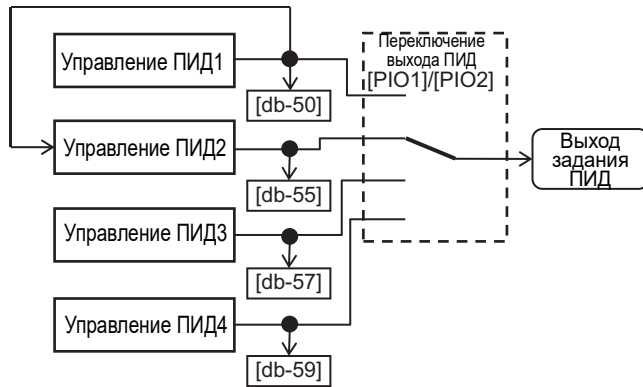 Управление ПИД1
[db-50]
Переключение
выхода ПИД
[PIO1]/[PIO2]
Управление ПИД2
[db-55]
Выход
задания
ПИД
Управление ПИД3
[db-57]
Управление ПИД4
[db-59]